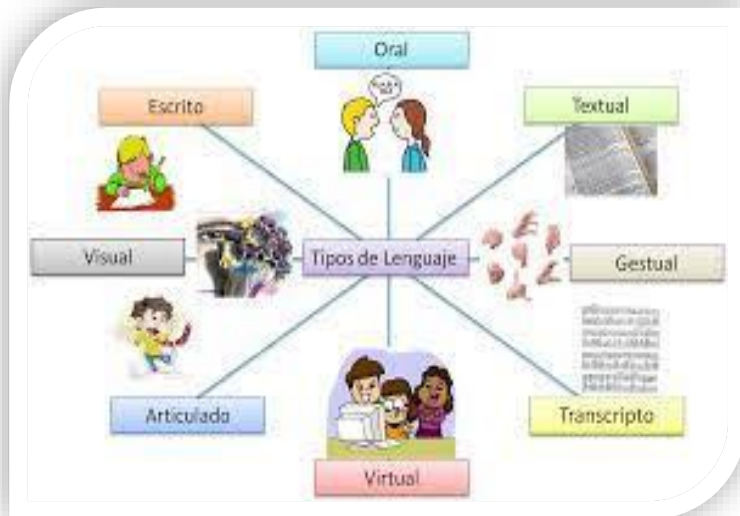 Oral
Escrito
Textual
Visual
Tipos de Lenguaje
Gestual
Articulado
Transcripto
Virtual